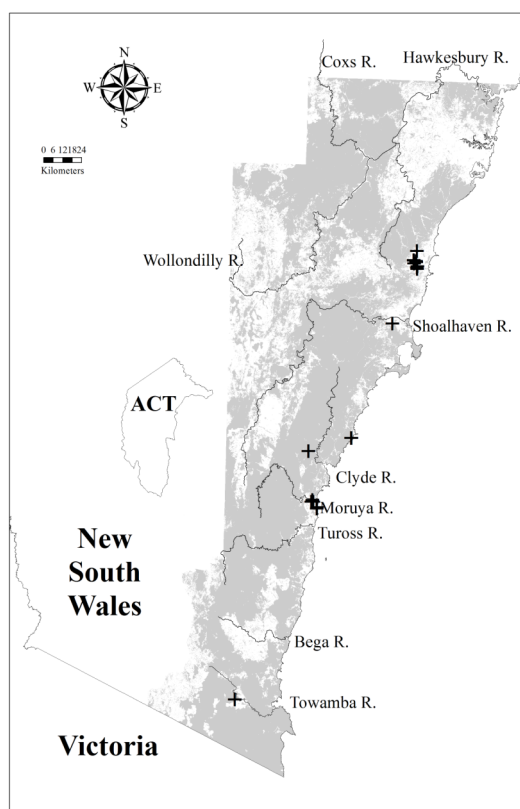 Coxs R.
Hawkesbury R.
N
W E
S
0 6 121824
Kilometers
Wollondilly R.
Shoalhaven R.
ACT
Clyde R.
Moruya R.
Tuross R.
New
South
Wales
Bega R.
Towamba R.
Victoria